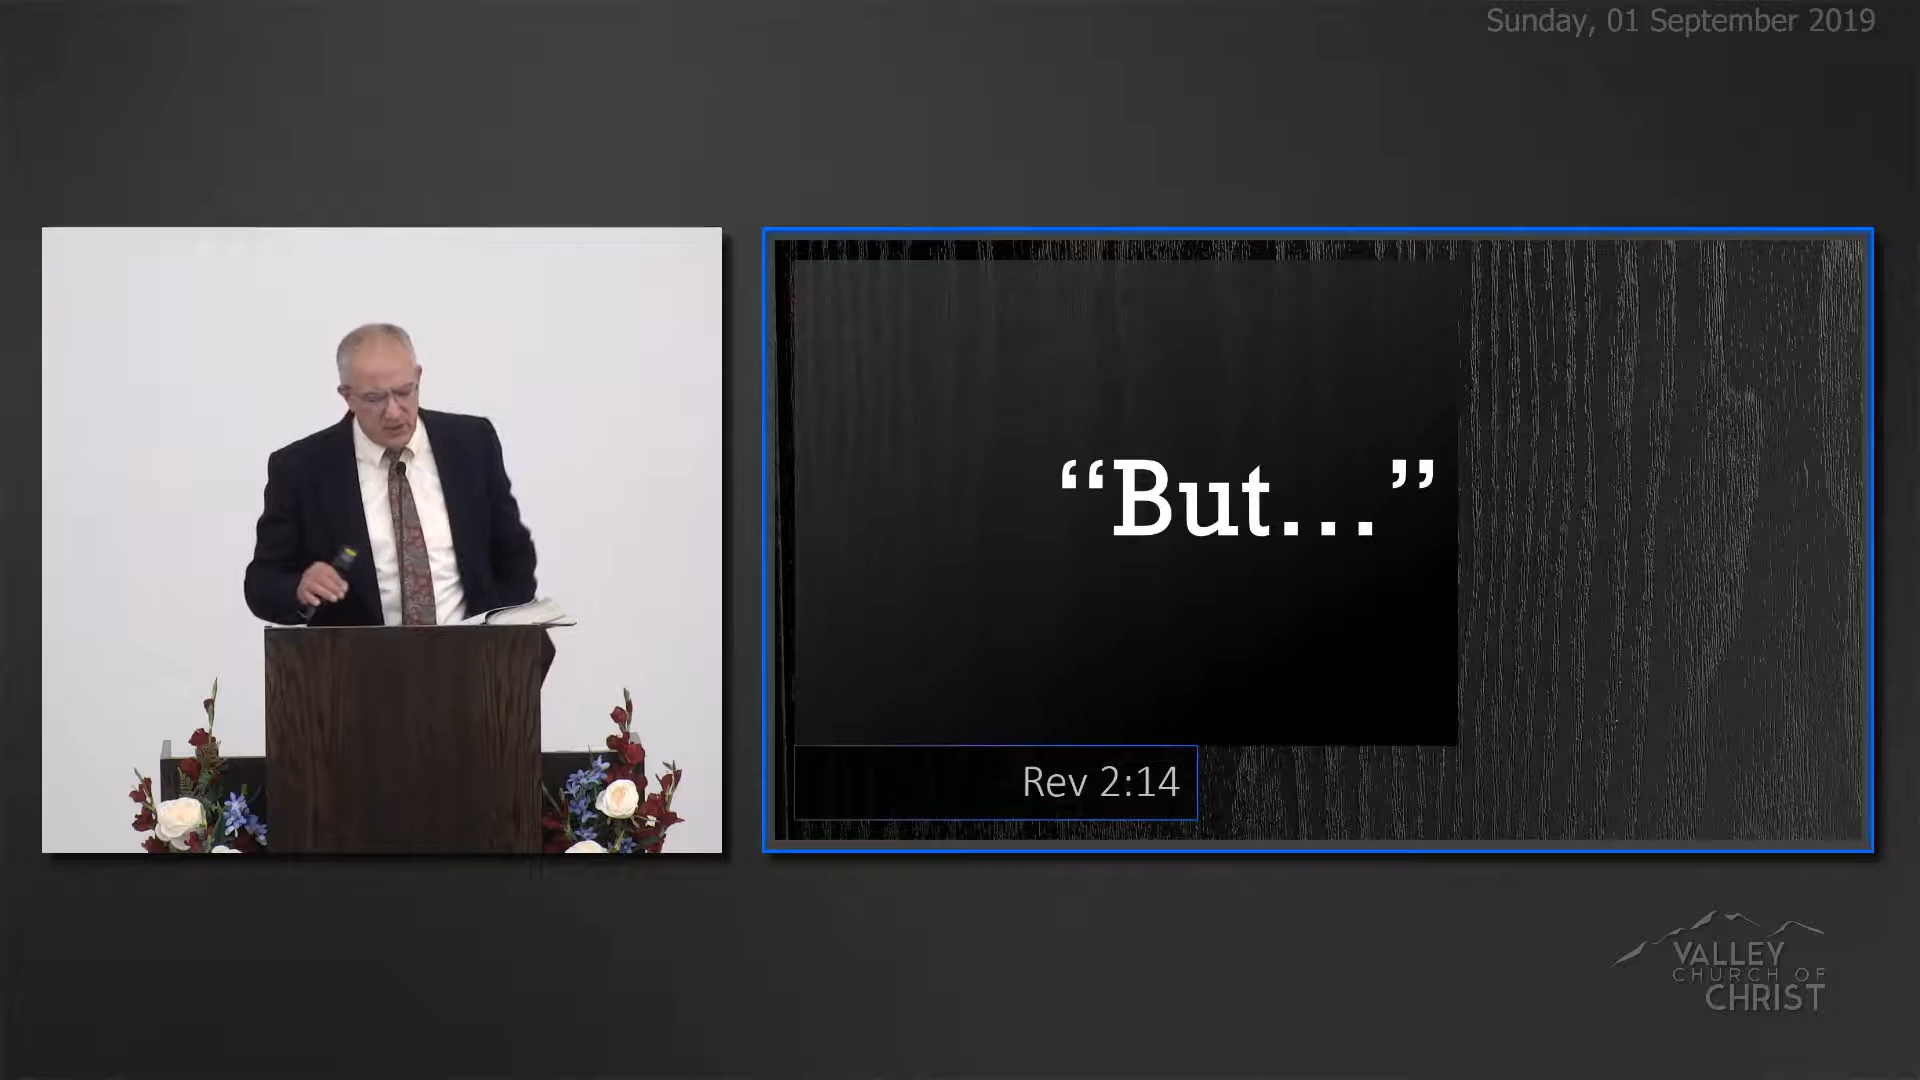 Sunday, 01 September 2019
“But...”
Rev 2:14
VALLEY
CHURCH OF
CHRIST